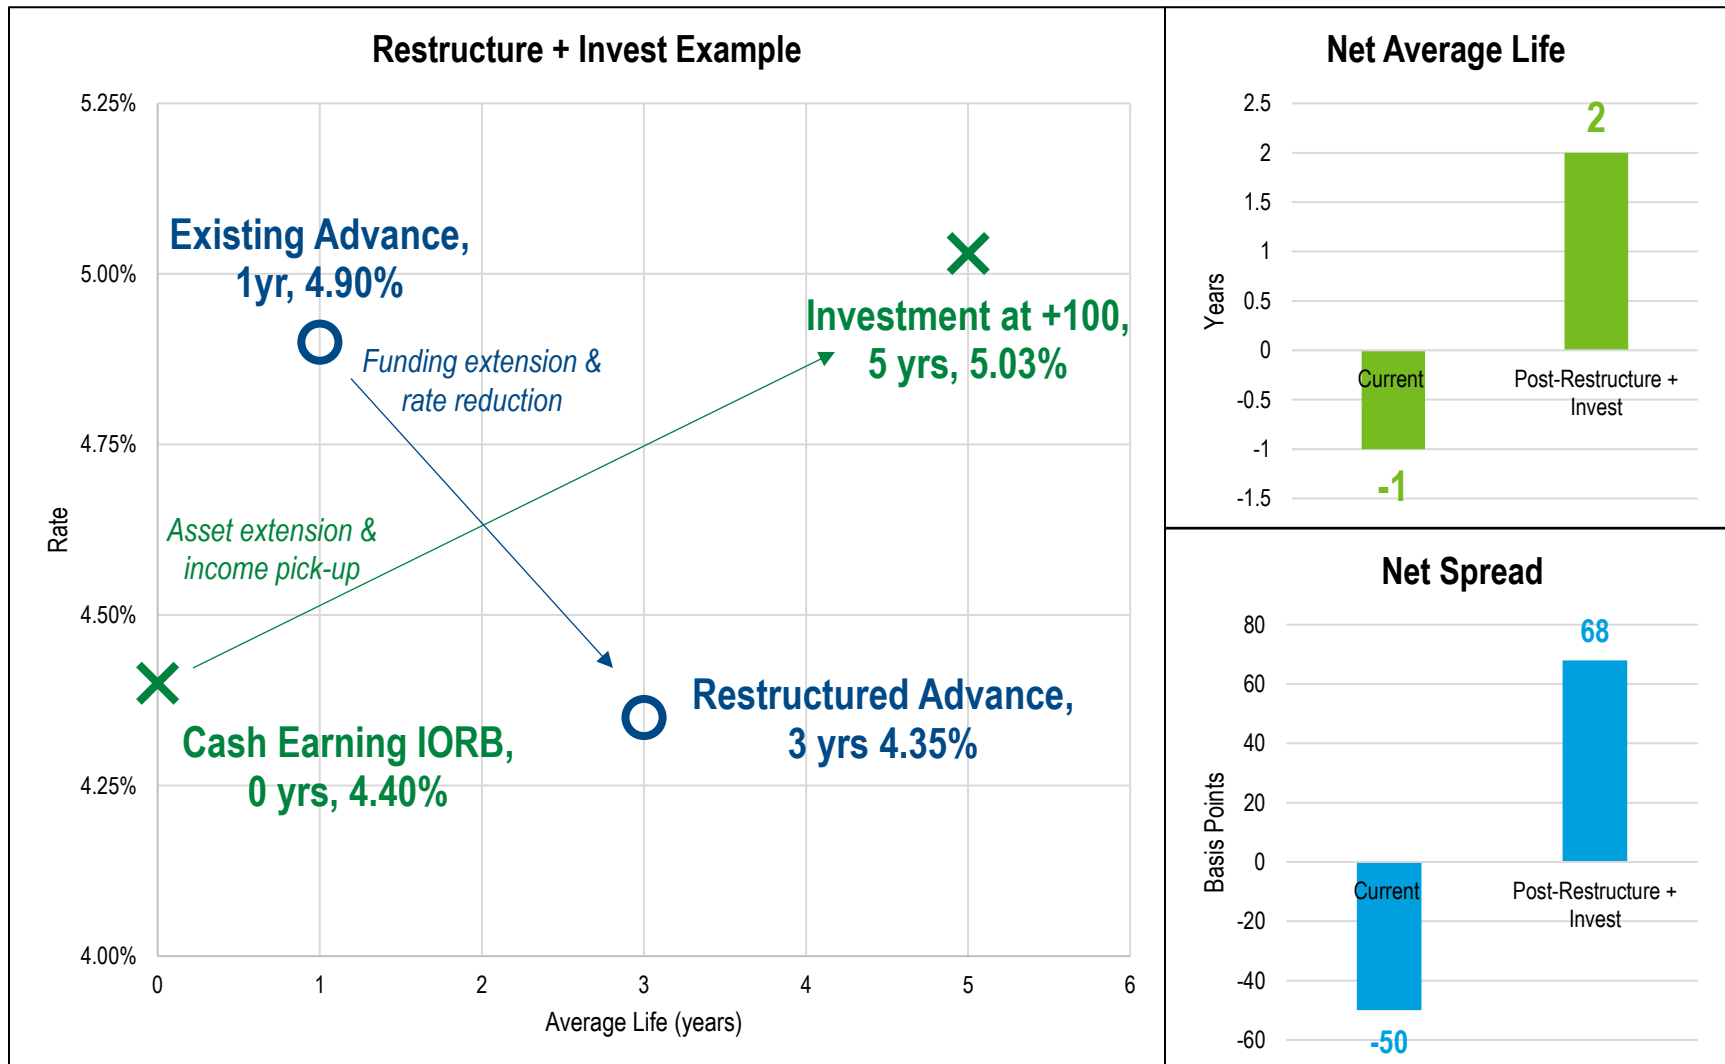 Restructure + Invest Example
5.25%
5.00%
4.75%
4.50%
4.25%
4.00%
Rate
0
1
2
3
4
5
6
Average Life (years)
Existing Advance,
1yr, 4.90%
Funding extension &
rate reduction
Investment at +100,
5 yrs, 5.03%
Asset extension &
income pick-up
Cash Earning IORB,
0 yrs, 4.40%
Restructured Advance,
3 yrs 4.35%
Net Average Life
2.5
2
1.5
1
0.5
0
-0.5
-1
-1.5
Years
2
Current
Post-Restructure +
Invest
-1
Net Spread
80
60
40
20
0
-20
-40
-60
Basis Points
68
Current
Post-Restructure +
Invest
-50